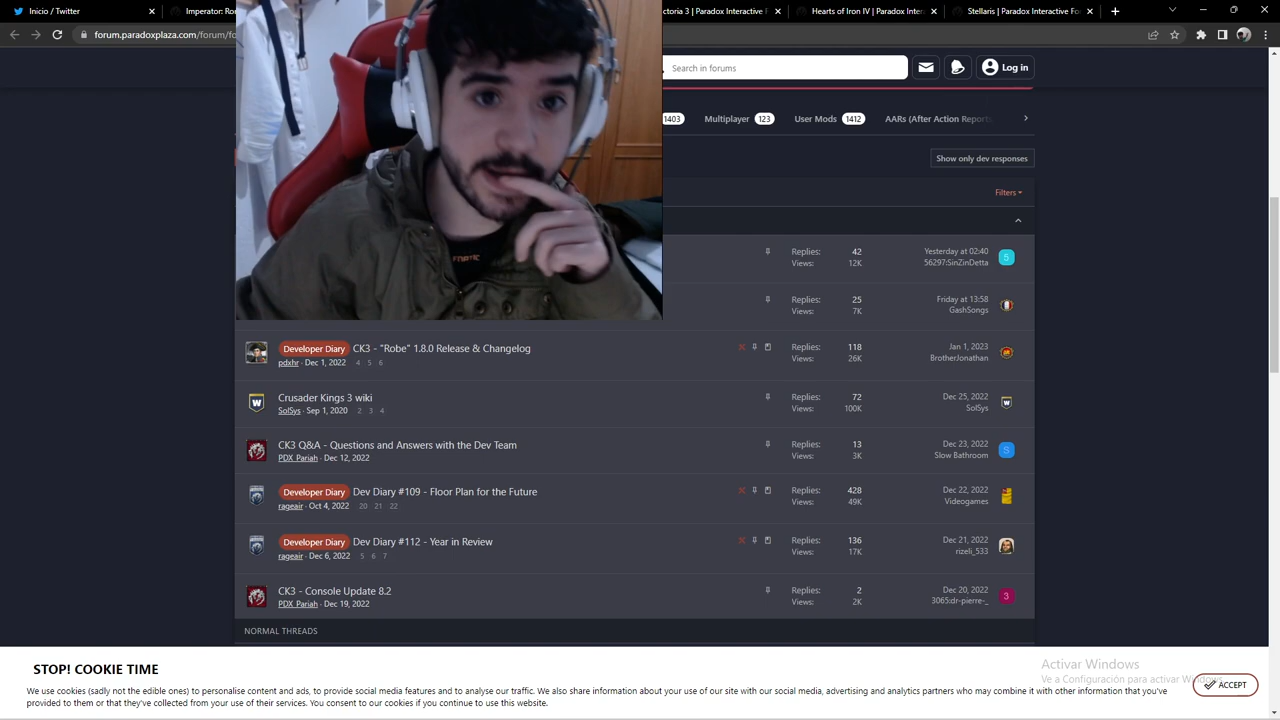 Inicio / Twitter
Imperator: Ro
ctoria 3 | Paradox Interactive F
Hearts of Iron IV | Paradox Interac
Stellaris | Paradox Interactive Fo
forum.paradoxplaza.com/forum/fo
Search in forums
Log in
1403
Multiplayer 123
User Mods 1412
AARs (After Action Reports
Show only dev responses
Filters
Replies: 42
Views: 12K
Yesterday at 02:40
56297:SinZinDetta
5
Replies: 25
Views: 7K
Friday at 13:58
GashSongs
Developer Diary CK3 - "Robe" 1.8.0 Release & Changelog
pdxhr · Dec 1, 2022 4 5 6
Replies: 118
Views: 26K
Jan 1, 2023
BrotherJonathan
Crusader Kings 3 wiki
SolSys · Sep 1, 2020 2 3 4
Replies: 72
Views: 100K
Dec 25, 2022
SolSys
CK3 Q&A - Questions and Answers with the Dev Team
PDX_Pariah · Dec 12, 2022
Replies: 13
Views: 3K
Dec 23, 2022
Slow Bathroom
S
Developer Diary Dev Diary #109 - Floor Plan for the Future
rageair · Oct 4, 2022 20 21 22
Replies: 428
Views: 49K
Dec 22, 2022
Videogames
Developer Diary Dev Diary #112 - Year in Review
rageair · Dec 6, 2022 5 6 7
Replies: 136
Views: 17K
Dec 21, 2022
rizeli_533
CK3 - Console Update 8.2
PDX_Pariah · Dec 19, 2022
Replies: 2
Views: 2K
Dec 20, 2022
3065:dr-pierre-_
3
NORMAL THREADS
STOP! COOKIE TIME
We use cookies (sadly not the edible ones) to personalise content and ads, to provide social media features and to analyse our traffic. We also share information about your use of our site with our social media, advertising and analytics partners who may combine it with other information that you've
provided to them or that they've collected from your use of their services. You consent to our cookies if you continue to use this website.
ACCEPT
Activar Windows
Ve a Configuración para activar Windows.